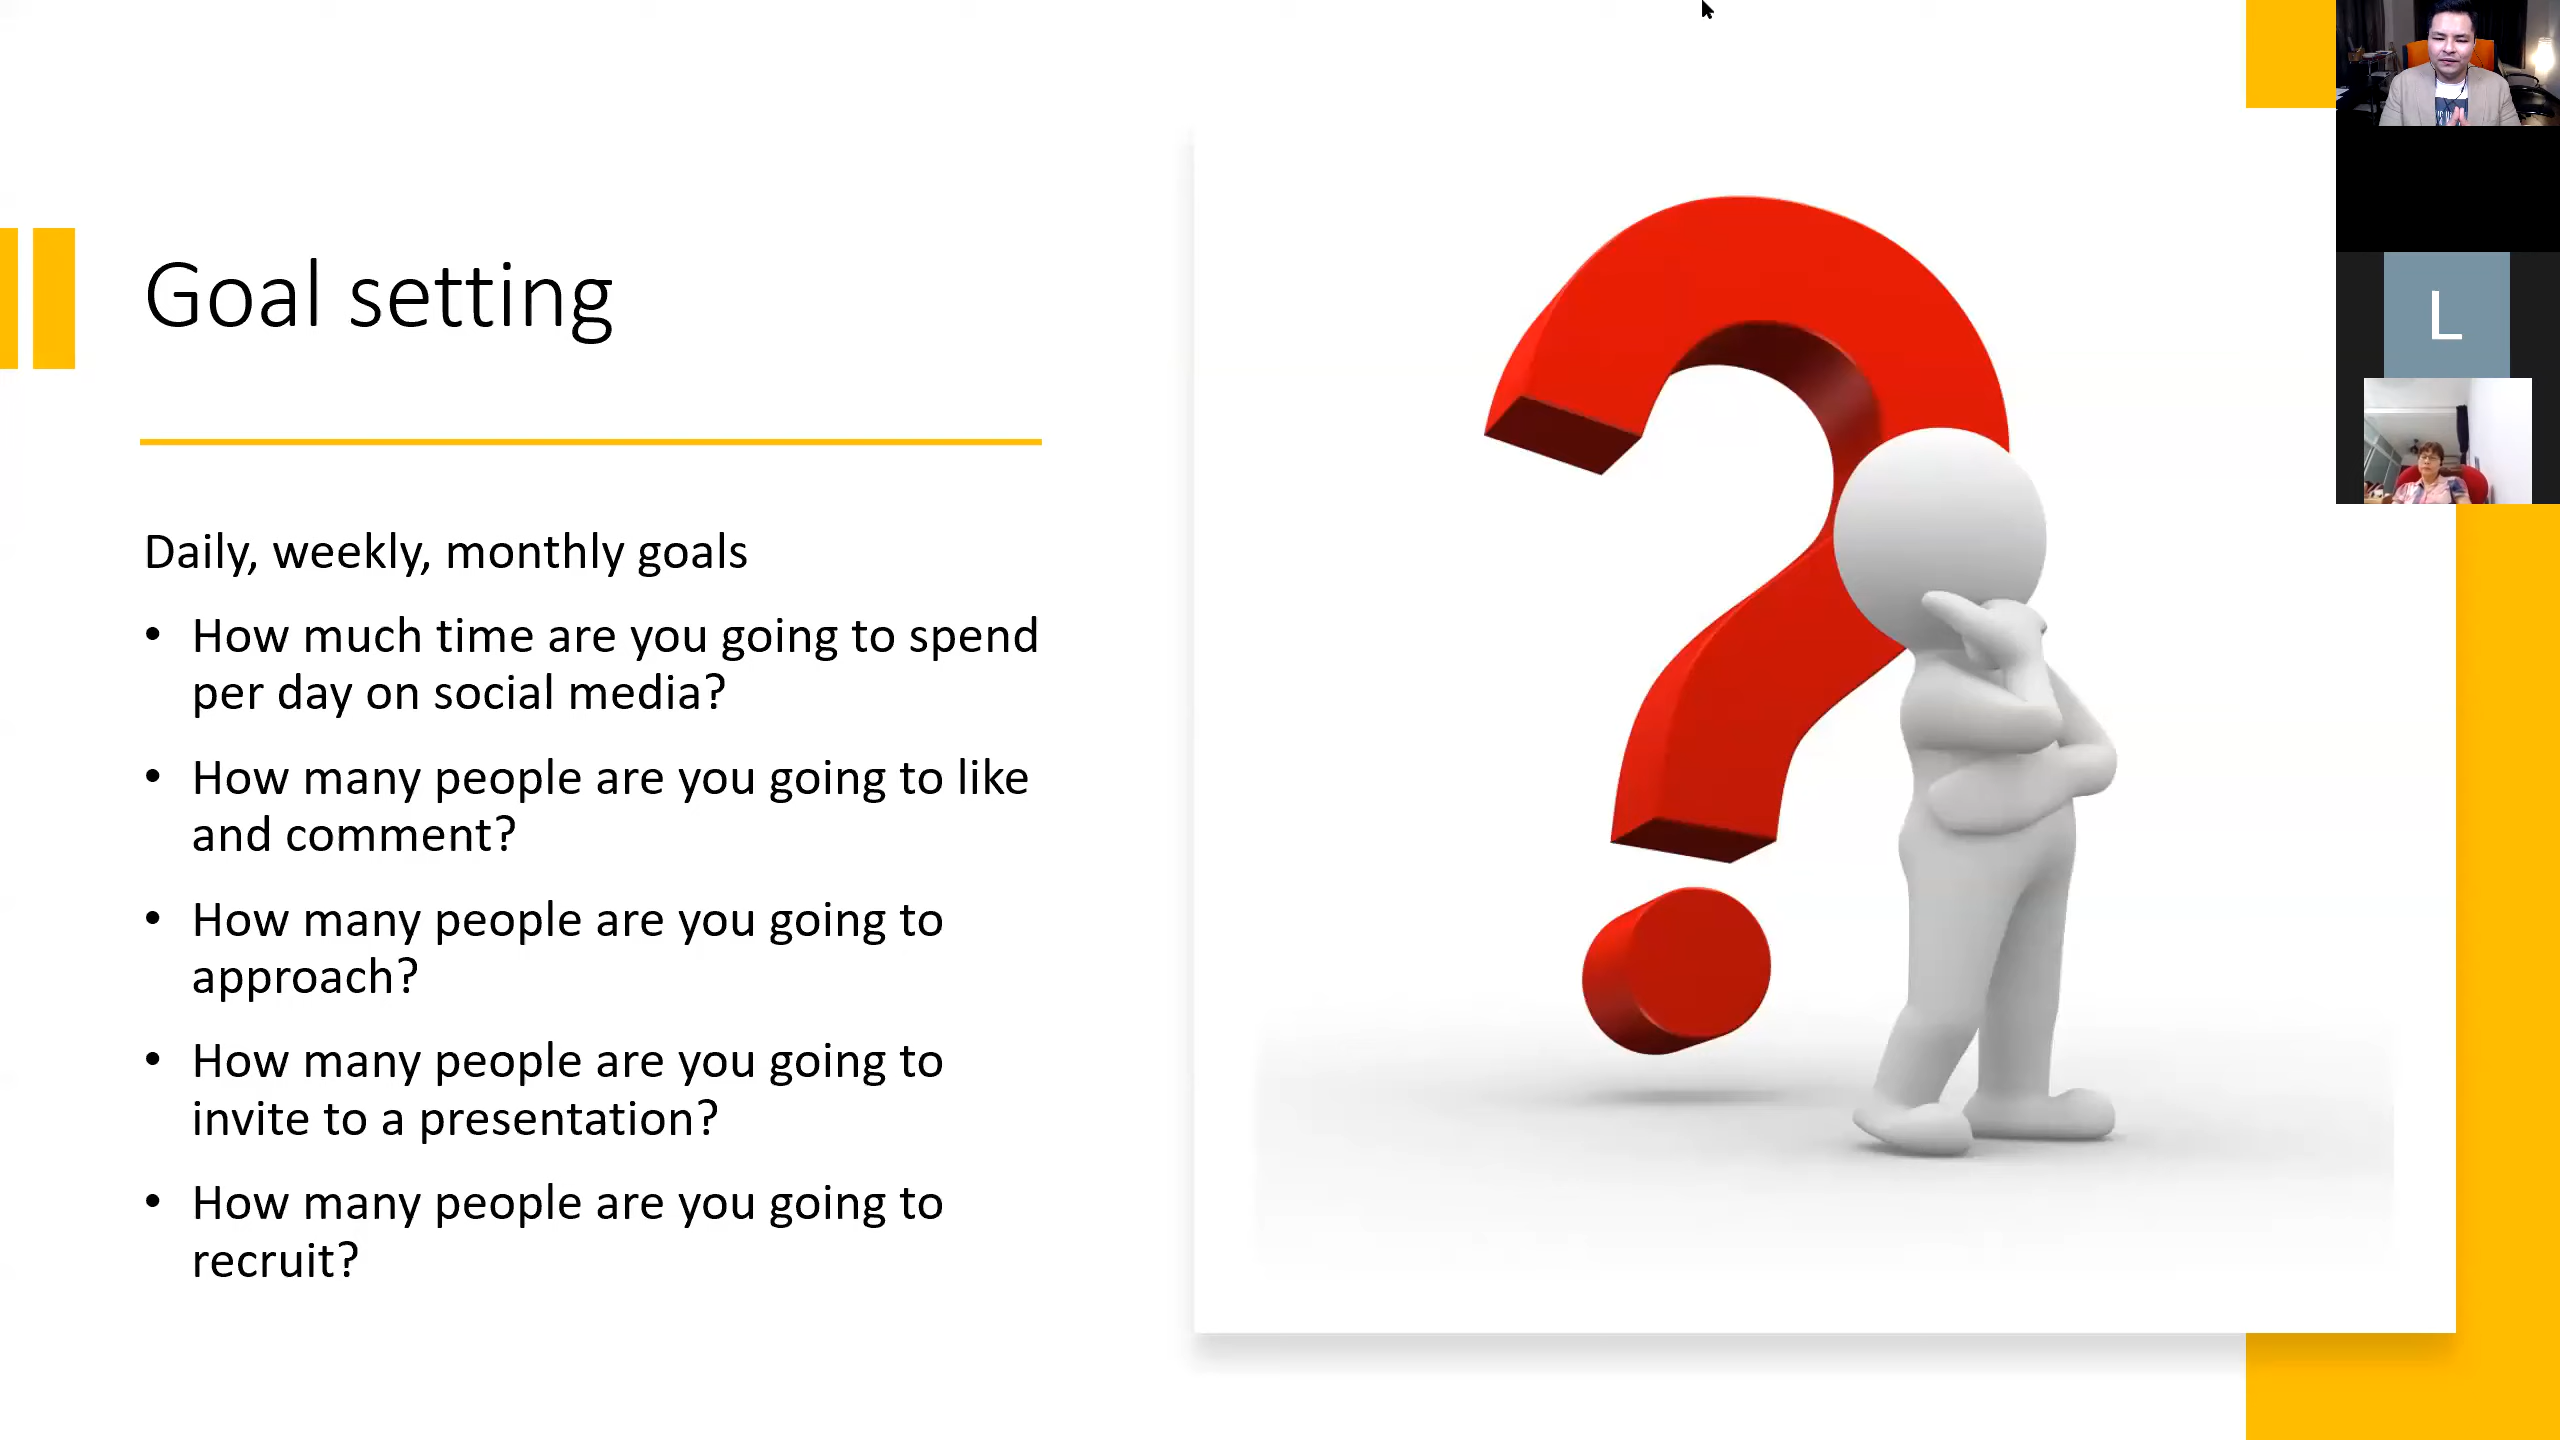 Goal setting
Daily, weekly, monthly goals
• How much time are you going to spend
per day on social media?
• How many people are you going to like
and comment?
• How many people are you going to
approach?
• How many people are you going to
invite to a presentation?
• How many people are you going to
recruit?
L